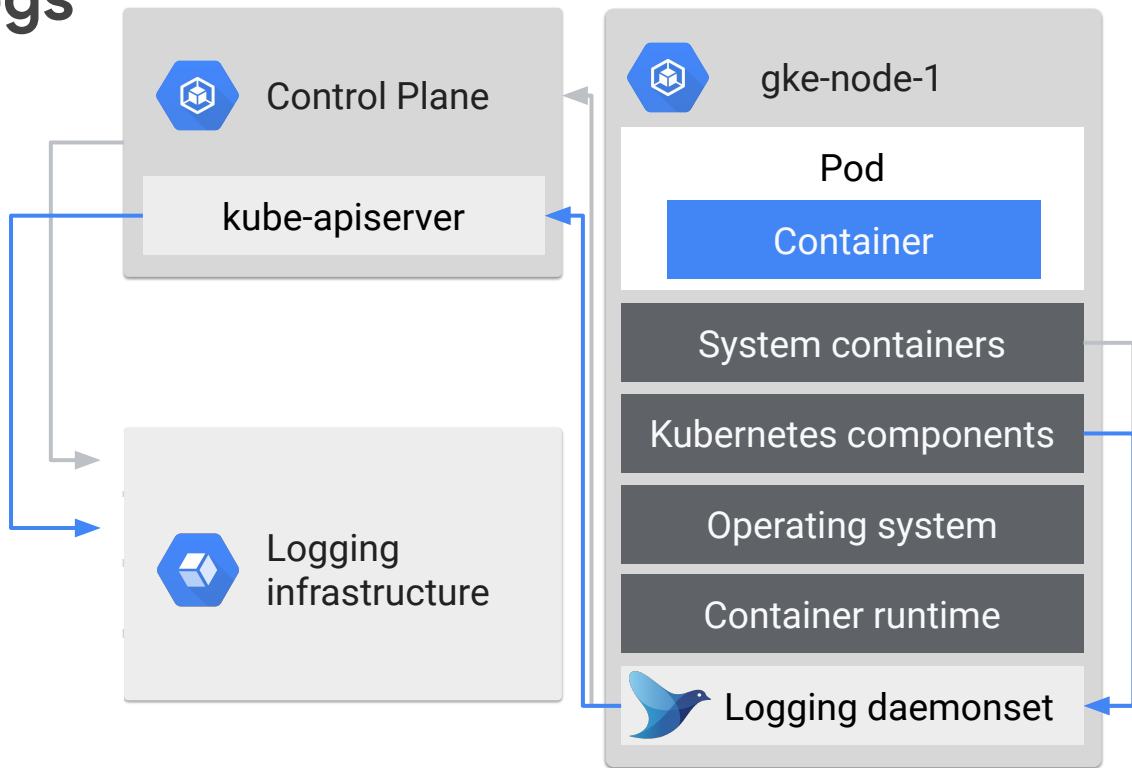 Control Plane
kube-apiserver
Logging
infrastructure
gke-node-1
Pod
Container
System containers
Kubernetes components
Operating system
Container runtime
Logging daemonset